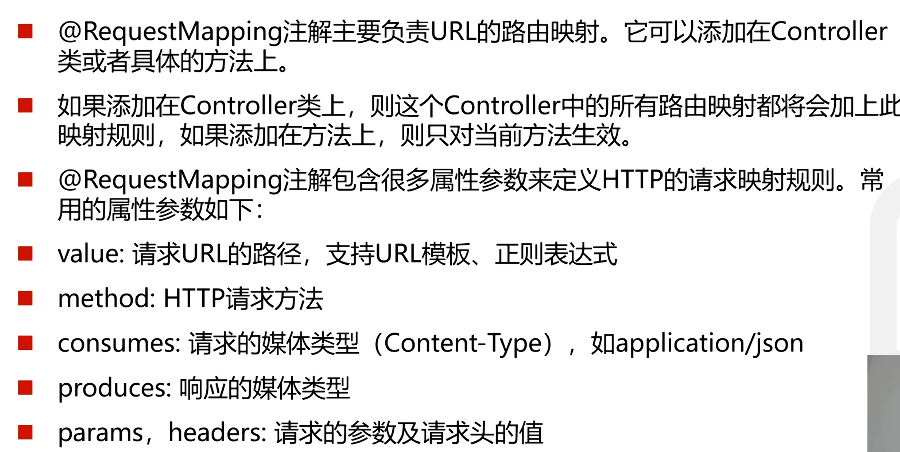 @RequestMapping注解主要负责URL的路由映射。它可以添加在Controller
类或者具体的方法上。
如果添加在Controller类上，则这个Controller中的所有路由映射都将会加上此
映射规则，如果添加在方法上，则只对当前方法生效。
@RequestMapping注解包含很多属性参数来定义HTTP的请求映射规则。常
用的属性参数如下：
value: 请求URL的路径，支持URL模板、正则表达式
method: HTTP请求方法
consumes: 请求的媒体类型（Content-Type），如application/json
produces: 响应的媒体类型
params，headers: 请求的参数及请求头的值